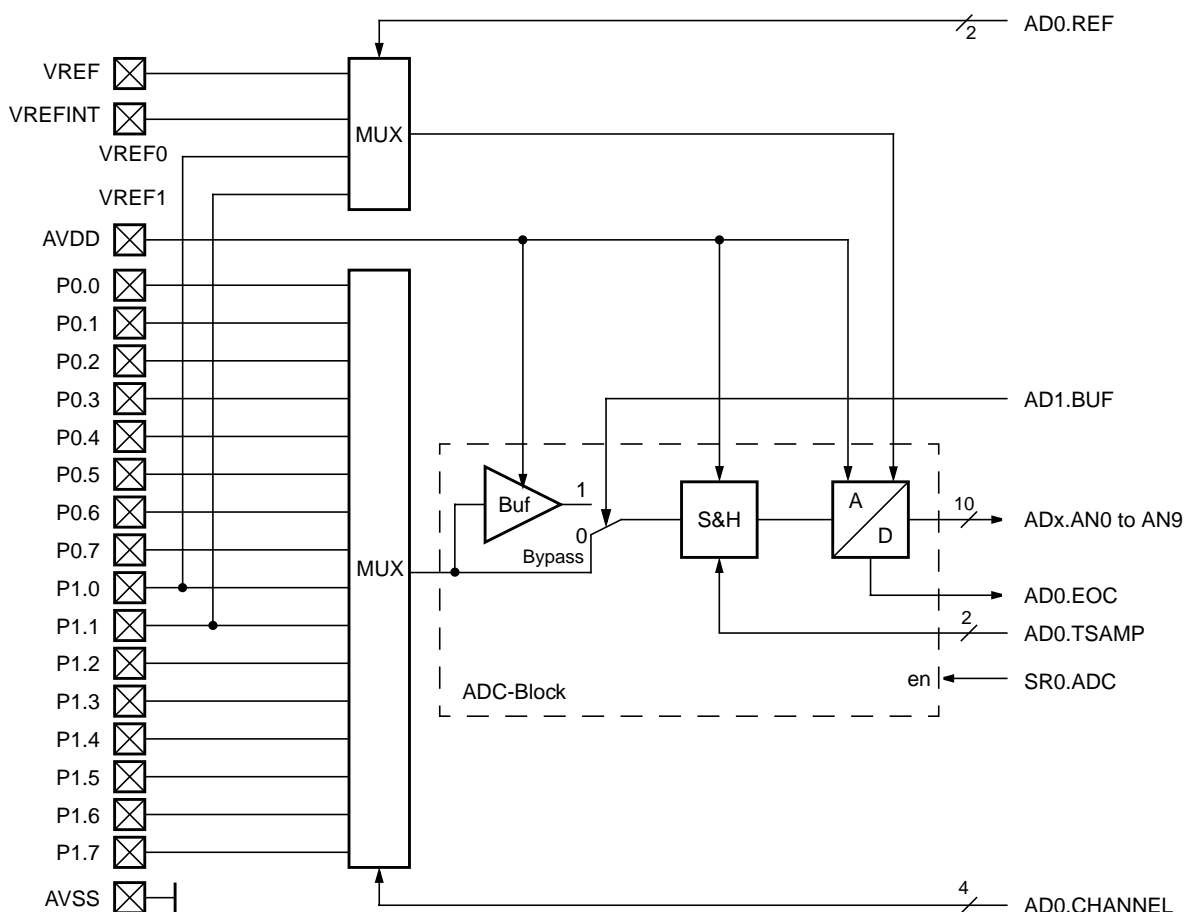 AD0.REF
2
VREF
VREFINT
MUX
VREF0
VREF1
AVDD
P0.0
P0.1
P0.2
P0.3
AD1.BUF
P0.4
P0.5
1
A
10
P0.6
Buf
S&H
ADx.AN0 to AN9
0
D
P0.7
Bypass
MUX
P1.0
AD0.EOC
P1.1
2
AD0.TSAMP
P1.2
en
SR0.ADC
P1.3
ADC-Block
P1.4
P1.5
P1.6
P1.7
4
AVSS
AD0.CHANNEL